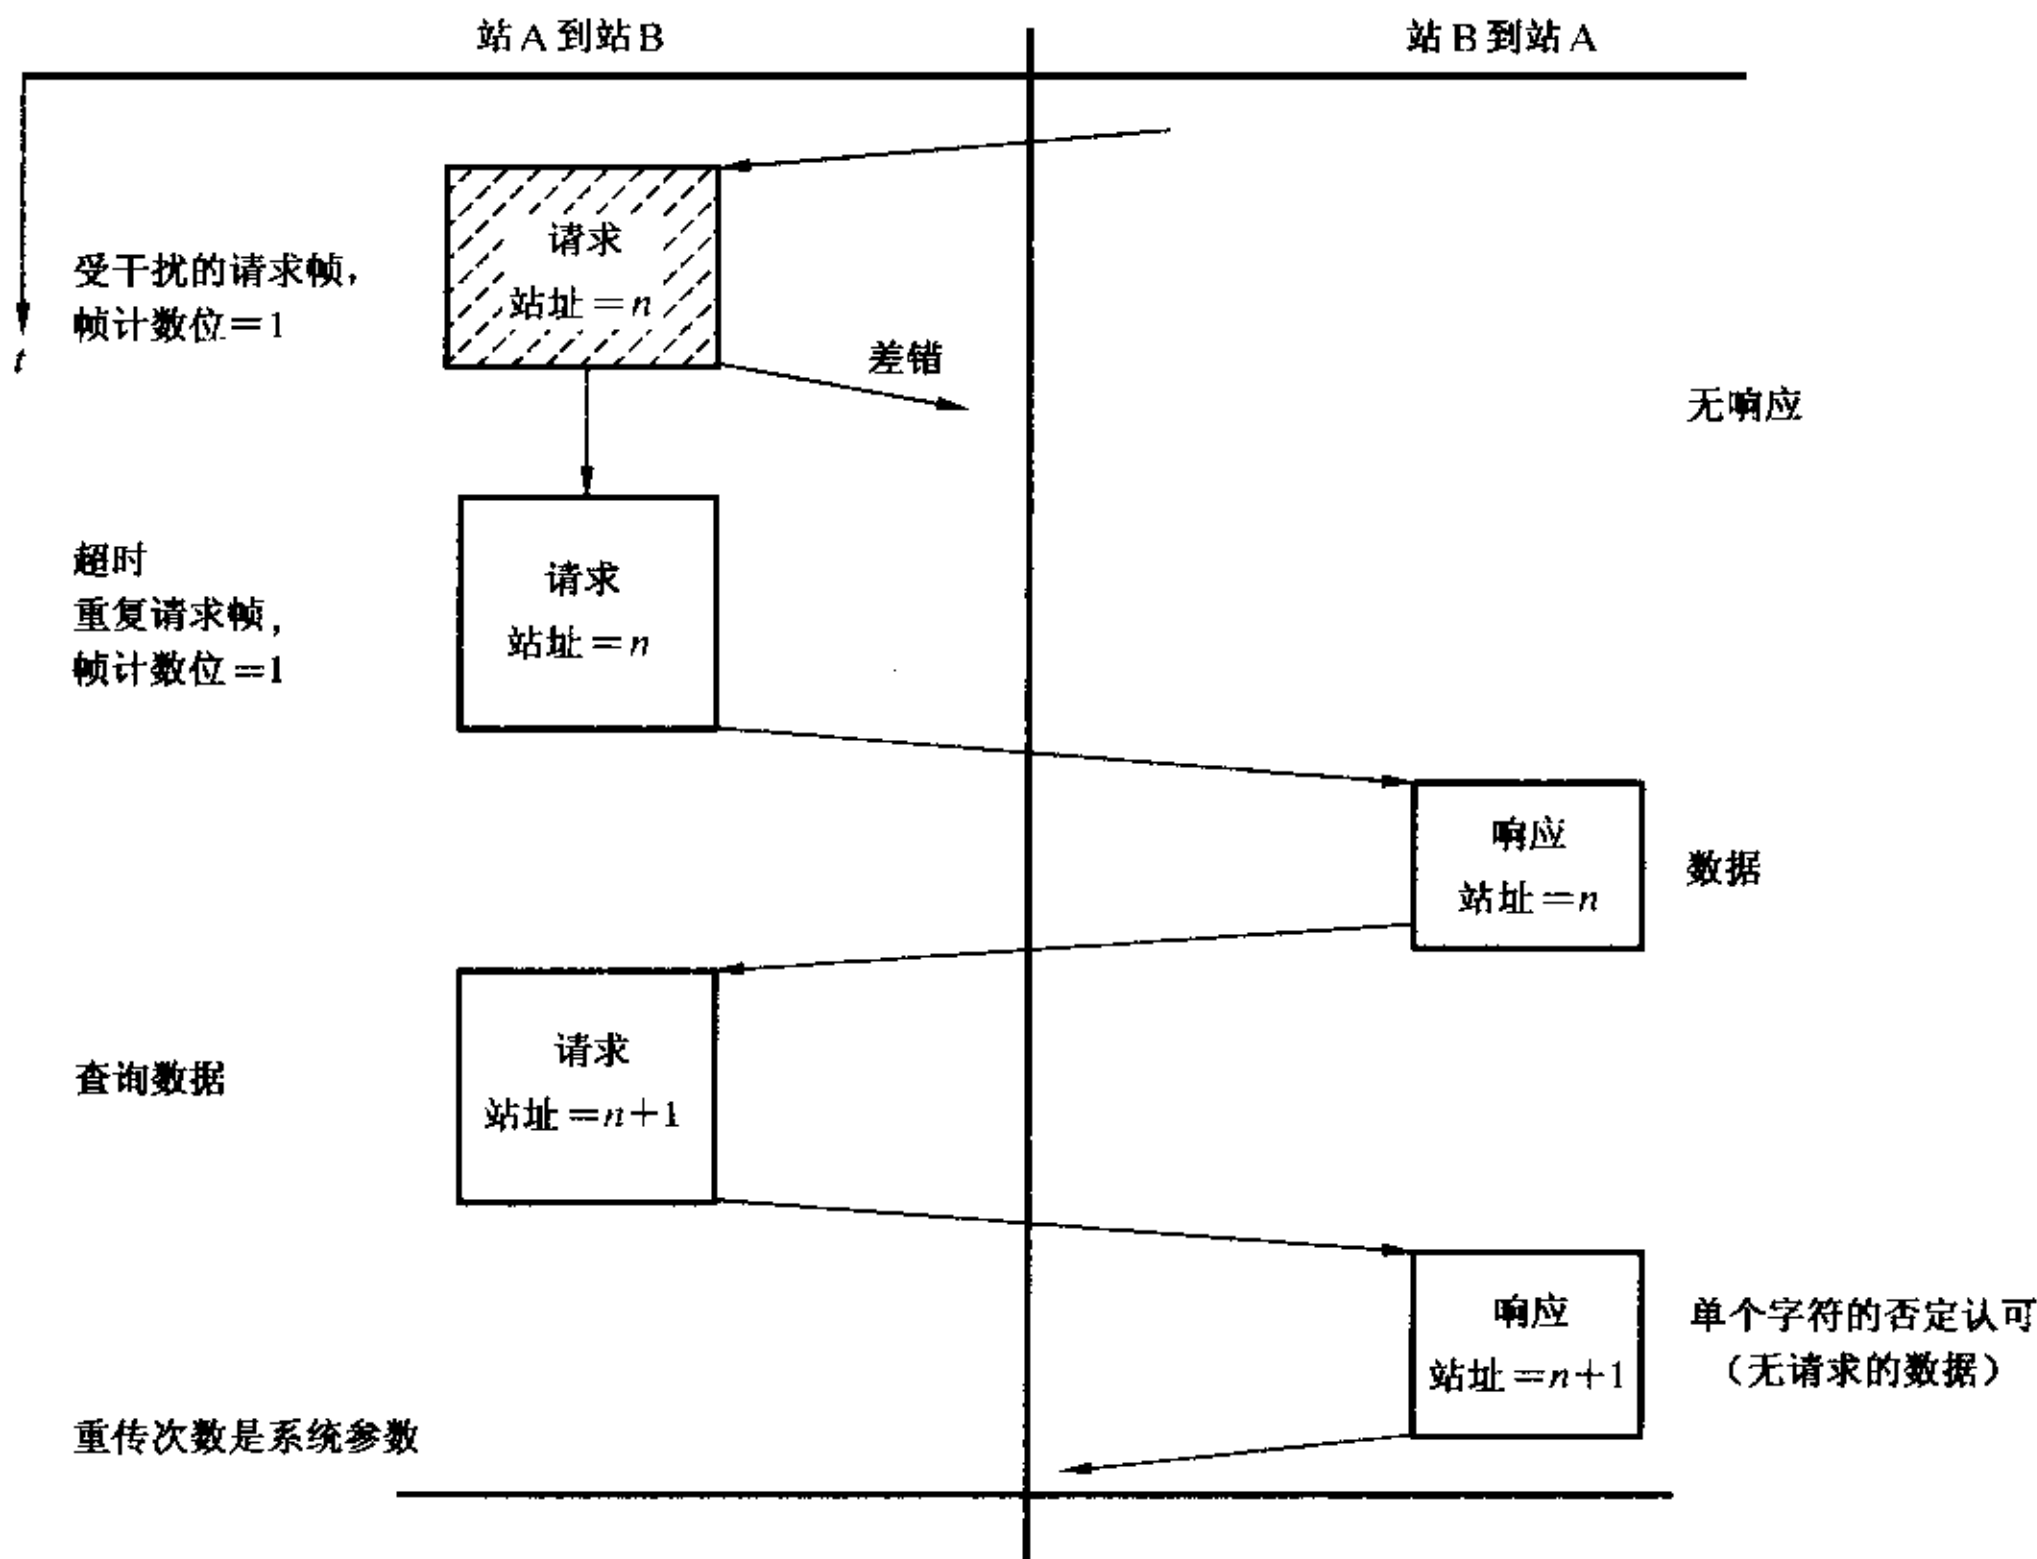 站A到站B
站B到站A
t
受干扰的请求帧,
帧计数位=1
请求
站址=n
差错
无响应
超时
重复请求帧,
帧计数位=1
请求
站址=n
响应
站址=n
数据
查询数据
请求
站址=n+1
响应
站址=n+1
单个字符的否定认可
(无请求的数据)
重传次数是系统参数